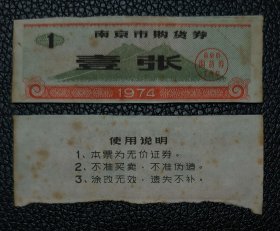 南京市购货券
1
壹张
1974
使用说明
1、本票为无价证券。
2、不准买卖，不准伪造。
3、涂改无效，遗失不补。